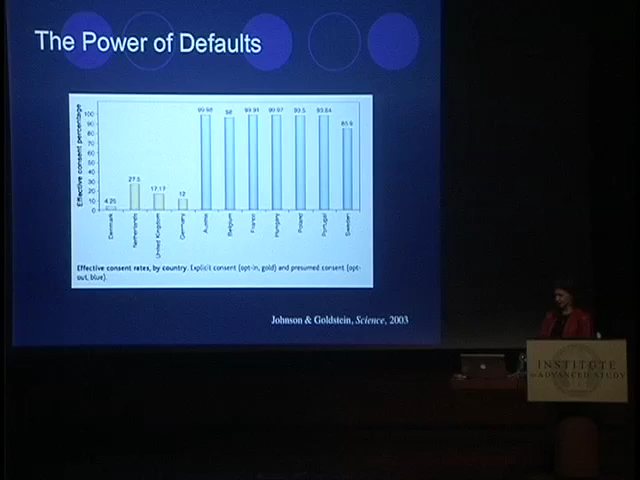 The Power of Defaults
Effective consent percentage
100
90
80
70
60
50
40
30
20
10
0
4.25
27.5
17.17
12
99.98
98
99.91
99.97
99.5
99.64
85.9
Denmark
Netherlands
United Kingdom
Germany
Austria
Belgium
France
Hungary
Poland
Portugal
Sweden
Effective consent rates, by country. Explicit consent (opt-in, gold) and presumed consent (opt-
out, blue).
Johnson & Goldstein, Science, 2003
INSTITUTE
ADVANCED STUDY